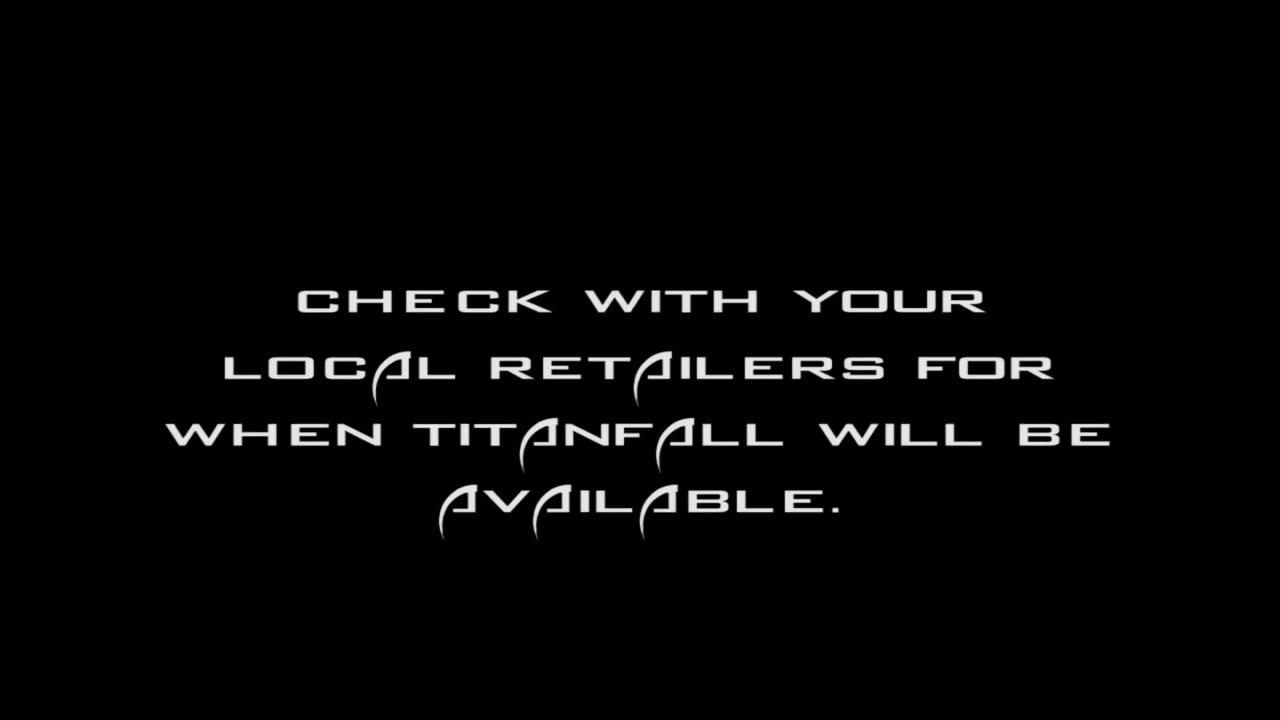 CHECK WITH YOUR
LOCAL RETAILERS FOR
WHEN TITANFALL WILL BE
AVAILABLE.